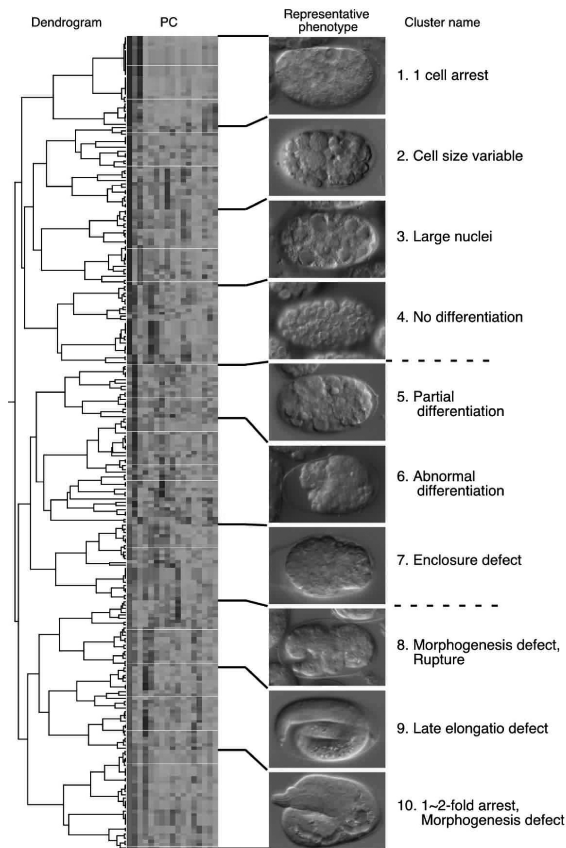 Dendrogram PC Representative phenotype Cluster name
1. 1 cell arrest
2. Cell size variable
3. Large nuclei
4. No differentiation
5. Partial
differentiation
6. Abnormal
differentiation
7. Enclosure defect
8. Morphogenesis defect,
Rupture
9. Late elongatio defect
10. 1~2-fold arrest,
Morphogenesis defect